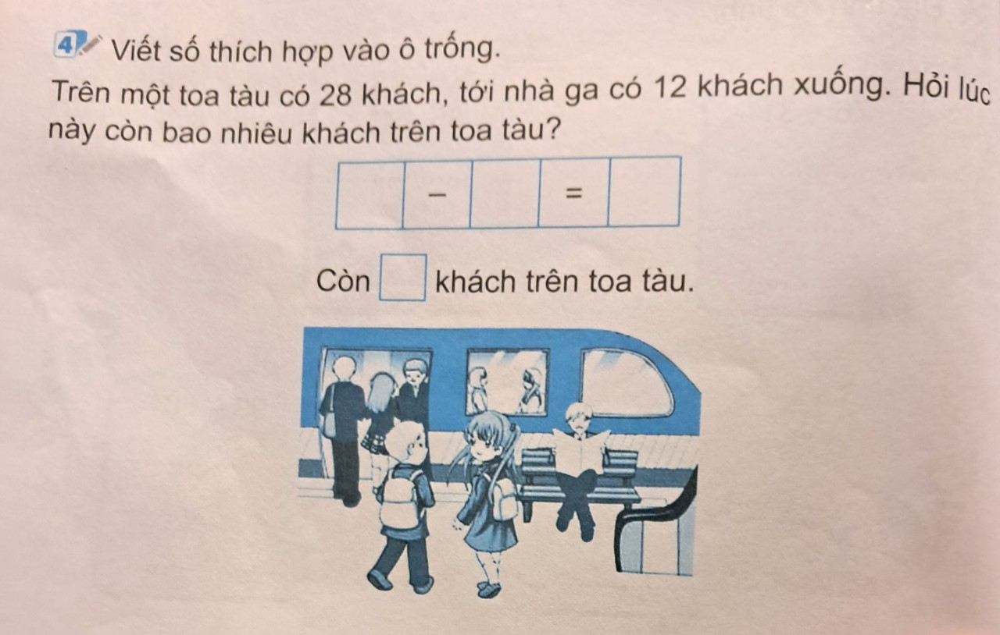 4 Viết số thích hợp vào ô trống.
Trên một toa tàu có 28 khách, tới nhà ga có 12 khách xuống. Hỏi lúc
này còn bao nhiêu khách trên toa tàu?
– =
Còn khách trên toa tàu.